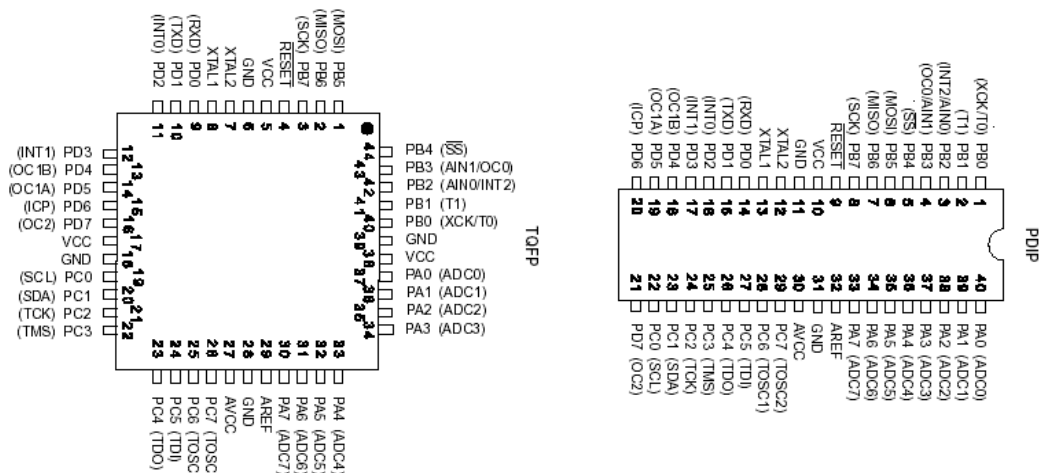 (INT0) PD2
(TXD) PD1
(RXD) PD0
XTAL1
XTAL2
GND
VCC
RESET
(SCK) PB7
(MISO) PB6
(MOSI) PB5
11
10
9
8
7
6
5
4
3
2
1
(INT1) PD3
(OC1B) PD4
(OC1A) PD5
(ICP) PD6
(OC2) PD7
VCC
GND
(SCL) PC0
(SDA) PC1
(TCK) PC2
(TMS) PC3
12
13
14
15
16
17
18
19
20
21
22
44
43
42
41
40
39
38
37
36
35
34
PB4 (SS)
PB3 (AIN1/OC0)
PB2 (AIN0/INT2)
PB1 (T1)
PB0 (XCK/T0)
GND
VCC
PA0 (ADC0)
PA1 (ADC1)
PA2 (ADC2)
PA3 (ADC3)
23
24
25
26
27
28
29
30
31
32
33
PC4 (TDO)
PC5 (TDI)
PC6 (TOSC
PC7 (TOSC
AVCC
GND
AREF
PA7 (ADC7)
PA6 (ADC6)
PA5 (ADC5)
PA4 (ADC4)
TQFP
(ICP) PD6
(OC1A) PD5
(OC1B) PD4
(INT1) PD3
(INT0) PD2
(TXD) PD1
(RXD) PD0
XTAL1
XTAL2
GND
VCC
RESET
(SCK) PB7
(MISO) PB6
(MOSI) PB5
(SS) PB4
(OC0/AIN1) PB3
(INT2/AIN0) PB2
(T1) PB1
(XCK/T0) PB0
20
19
18
17
16
15
14
13
12
11
10
9
8
7
6
5
4
3
2
1
21
22
23
24
25
26
27
28
29
30
31
32
33
34
35
36
37
38
39
40
PD7 (OC2)
PC0 (SCL)
PC1 (SDA)
PC2 (TCK)
PC3 (TMS)
PC4 (TDO)
PC5 (TDI)
PC6 (TOSC1)
PC7 (TOSC2)
AVCC
GND
AREF
PA7 (ADC7)
PA6 (ADC6)
PA5 (ADC5)
PA4 (ADC4)
PA3 (ADC3)
PA2 (ADC2)
PA1 (ADC1)
PA0 (ADC0)
PDIP